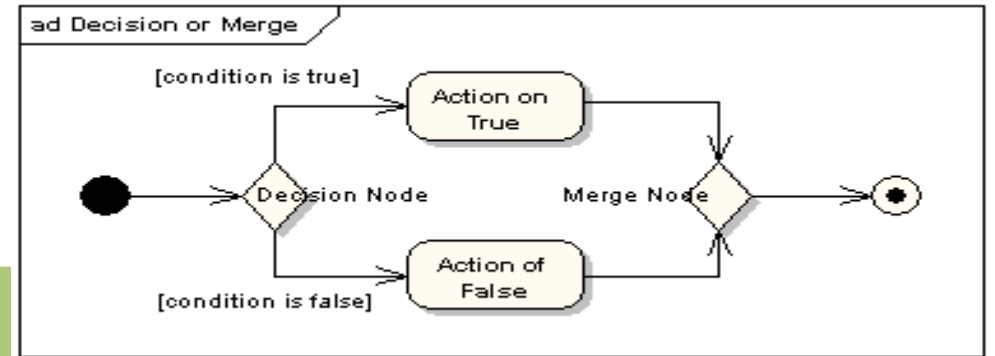 ad Decision or Merge
[condition is true]
Action on
True
Decision Node
Merge Node
Action of
False
[condition is false]